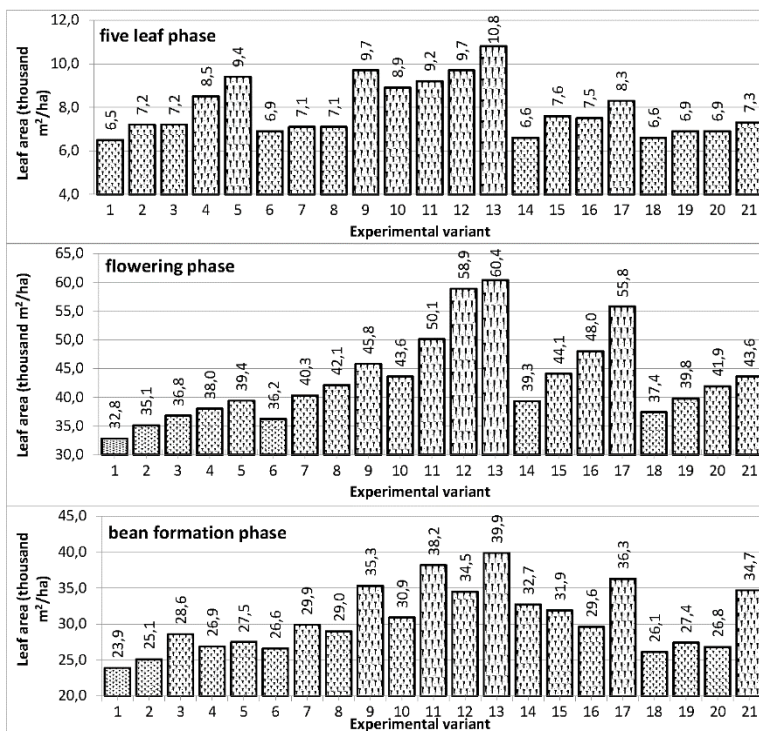 five leaf phase
Leaf area (thousand
m²/ha)
12,0
10,0
8,0
6,0
4,0
6,5 7,2 7,2 8,5 9,4 6,9 7,1 7,1 9,7 8,9 9,2 9,7 10,8 6,6 7,6 7,5 8,3 6,6 6,9 6,9 7,3
1 2 3 4 5 6 7 8 9 10 11 12 13 14 15 16 17 18 19 20 21
Experimental variant
flowering phase
Leaf area (thousand m²/ha)
65,0
60,0
55,0
50,0
45,0
40,0
35,0
30,0
32,8 35,1 36,8 38,0 39,4 36,2 40,3 42,1 45,8 43,6 50,1 58,9 60,4 39,3 44,1 48,0 55,8 37,4 39,8 41,9 43,6
1 2 3 4 5 6 7 8 9 10 11 12 13 14 15 16 17 18 19 20 21
Experimental variant
bean formation phase
Leaf area (thousand
m²/ha)
45,0
40,0
35,0
30,0
25,0
20,0
23,9 25,1 28,6 26,9 27,5 26,6 29,9 29,0 35,3 30,9 38,2 34,5 39,9 32,7 31,9 29,6 36,3 26,1 27,4 26,8 34,7
1 2 3 4 5 6 7 8 9 10 11 12 13 14 15 16 17 18 19 20 21
Experimental variant